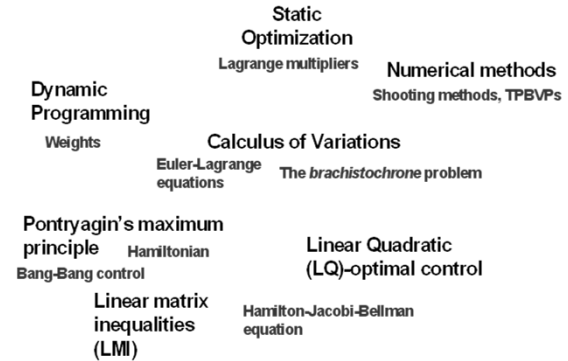 Static
Optimization
Lagrange multipliers
Numerical methods
Shooting methods, TPBVPs
Dynamic
Programming
Weights
Calculus of Variations
Euler-Lagrange
equations
The brachistochrone problem
Pontryagin's maximum
principle
Hamiltonian
Bang-Bang control
Linear Quadratic
(LQ)-optimal control
Linear matrix
inequalities
(LMI)
Hamilton-Jacobi-Bellman
equation